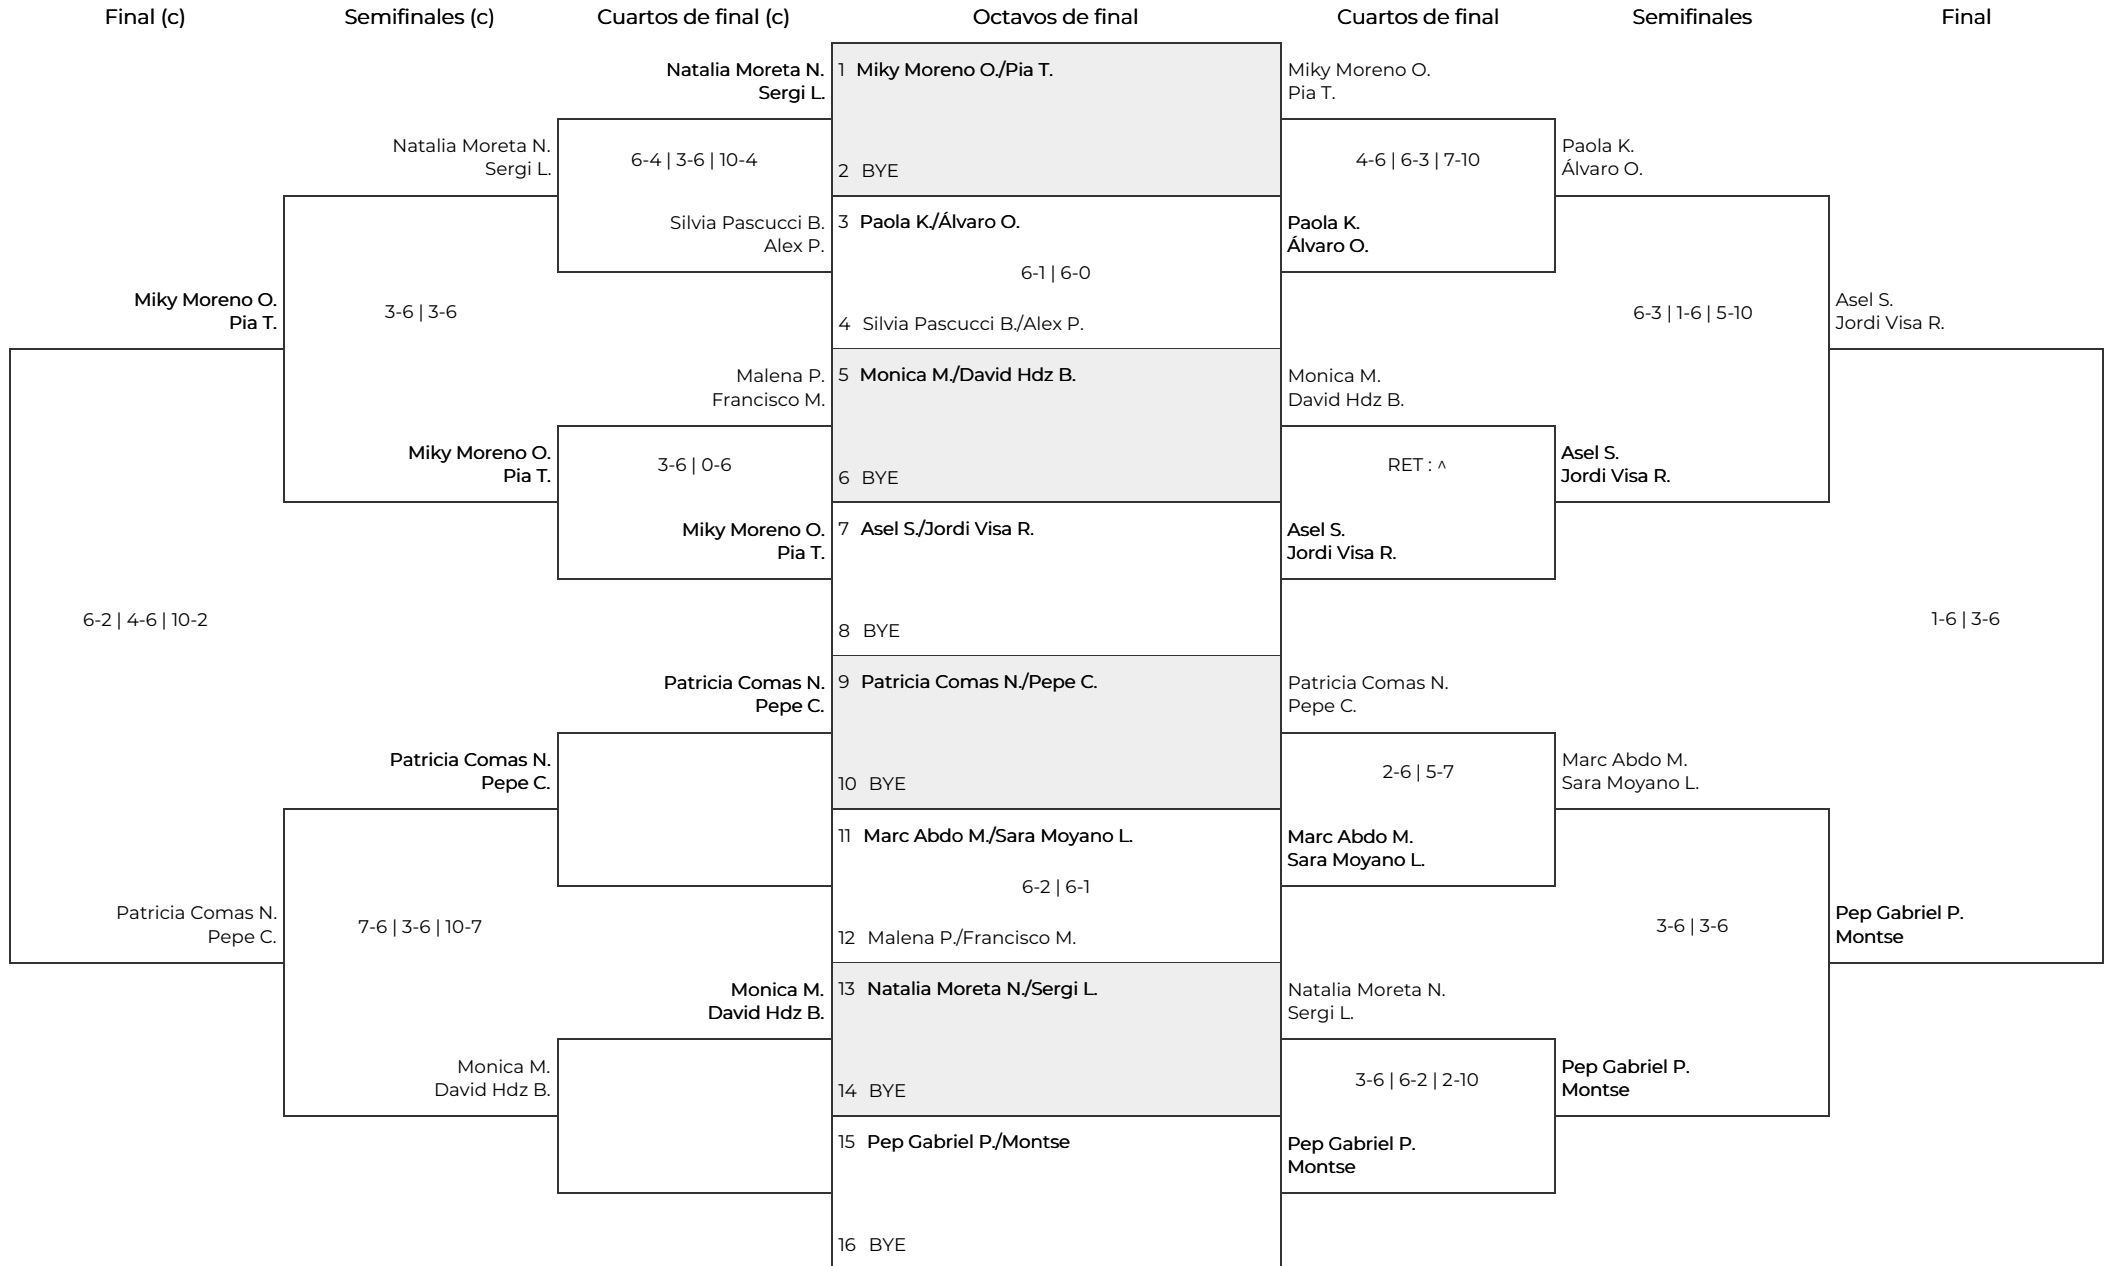 Final (c)
Semifinales (c)
Cuartos de final (c)
Octavos de final
Cuartos de final
Semifinales
Final
Miky Moreno O.
Pia T.
6-2 | 4-6 | 10-2
Patricia Comas N.
Pepe C.
Natalia Moreta N.
Sergi L.
3-6 | 3-6
Miky Moreno O.
Pia T.
Patricia Comas N.
Pepe C.
7-6 | 3-6 | 10-7
Monica M.
David Hdz B.
Natalia Moreta N.
Sergi L.
6-4 | 3-6 | 10-4
Silvia Pascucci B.
Alex P.
Malena P.
Francisco M.
3-6 | 0-6
Miky Moreno O.
Pia T.
Patricia Comas N.
Pepe C.
Monica M.
David Hdz B.
1 Miky Moreno O./Pia T.
2 BYE
3 Paola K./Álvaro O.
6-1 | 6-0
4 Silvia Pascucci B./Alex P.
5 Monica M./David Hdz B.
6 BYE
7 Asel S./Jordi Visa R.
8 BYE
9 Patricia Comas N./Pepe C.
10 BYE
11 Marc Abdo M./Sara Moyano L.
6-2 | 6-1
12 Malena P./Francisco M.
13 Natalia Moreta N./Sergi L.
14 BYE
15 Pep Gabriel P./Montse
16 BYE
Miky Moreno O.
Pia T.
4-6 | 6-3 | 7-10
Paola K.
Álvaro O.
Monica M.
David Hdz B.
RET : ^
Asel S.
Jordi Visa R.
Patricia Comas N.
Pepe C.
2-6 | 5-7
Marc Abdo M.
Sara Moyano L.
Natalia Moreta N.
Sergi L.
3-6 | 6-2 | 2-10
Pep Gabriel P.
Montse
Paola K.
Álvaro O.
6-3 | 1-6 | 5-10
Asel S.
Jordi Visa R.
Marc Abdo M.
Sara Moyano L.
3-6 | 3-6
Pep Gabriel P.
Montse
Asel S.
Jordi Visa R.
1-6 | 3-6
Pep Gabriel P.
Montse